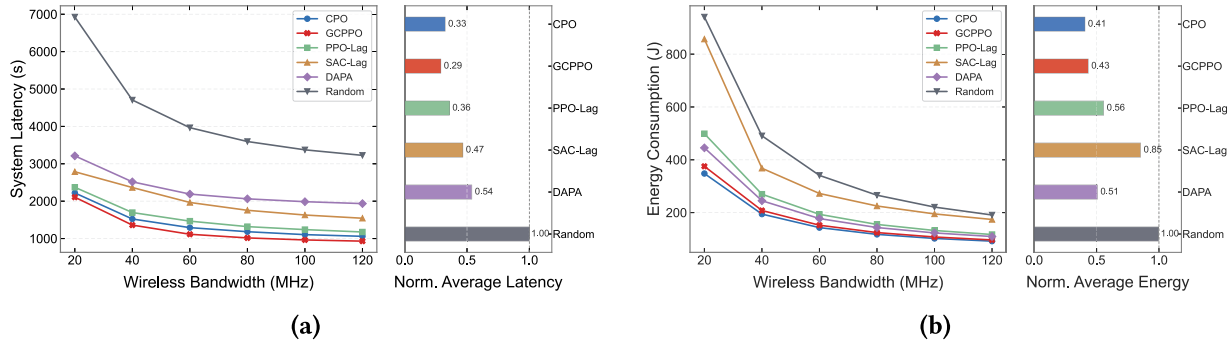 System Latency (s)
7000
6000
5000
4000
3000
2000
1000
20 40 60 80 100 120
Wireless Bandwidth (MHz)
CPO
GCPPO
PPO-Lag
SAC-Lag
DAPA
Random
0.33 CPO
0.29 GCPPO
0.36 PPO-Lag
0.47 SAC-Lag
0.54 DAPA
1.00 Random
0.0 0.5 1.0
Norm. Average Latency
(a)
Energy Consumption (J)
800
600
400
200
20 40 60 80 100 120
Wireless Bandwidth (MHz)
CPO
GCPPO
PPO-Lag
SAC-Lag
DAPA
Random
0.41 CPO
0.43 GCPPO
0.56 PPO-Lag
0.85 SAC-Lag
0.51 DAPA
1.00 Random
0.0 0.5 1.0
Norm. Average Energy
(b)